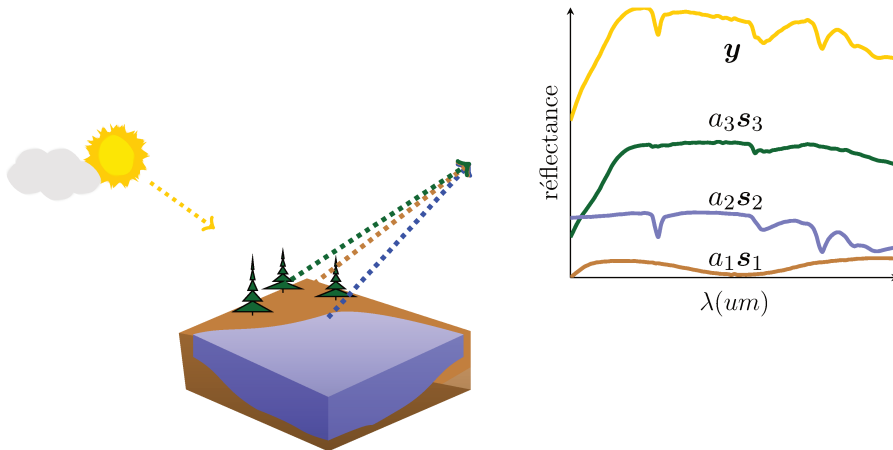 y
réflectance
a₃s₃
a₂s₂
a₁s₁
λ(um)